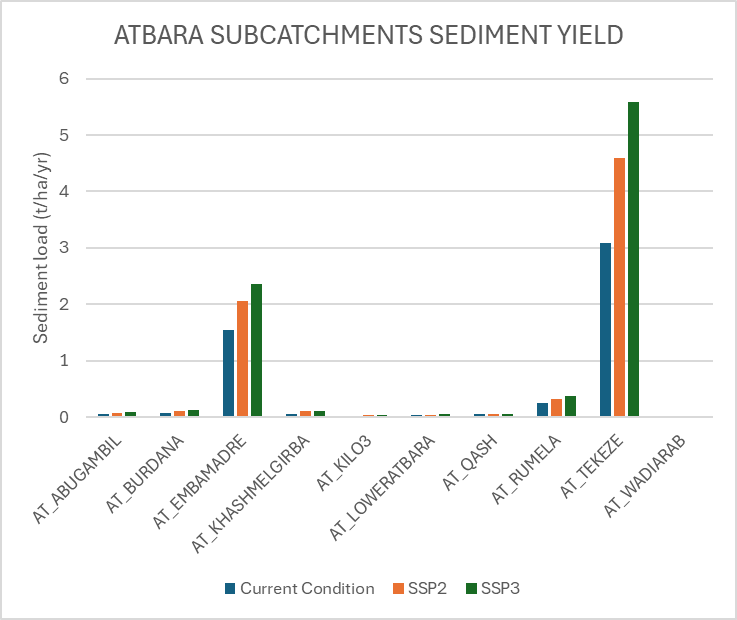 ATBARA SUBCATCHMENTS SEDIMENT YIELD
Sediment load (t/ha/yr)
6
5
4
3
2
1
0
AT_ABUGAMBIL
AT_BURDANA
AT_EMBAMADRE
AT_KHASHMELGIRBA
AT_KILO3
AT_LOWERATBARA
AT_QASH
AT_RUMELA
AT_TEKEZE
AT_WADIARAB
Current Condition SSP2 SSP3